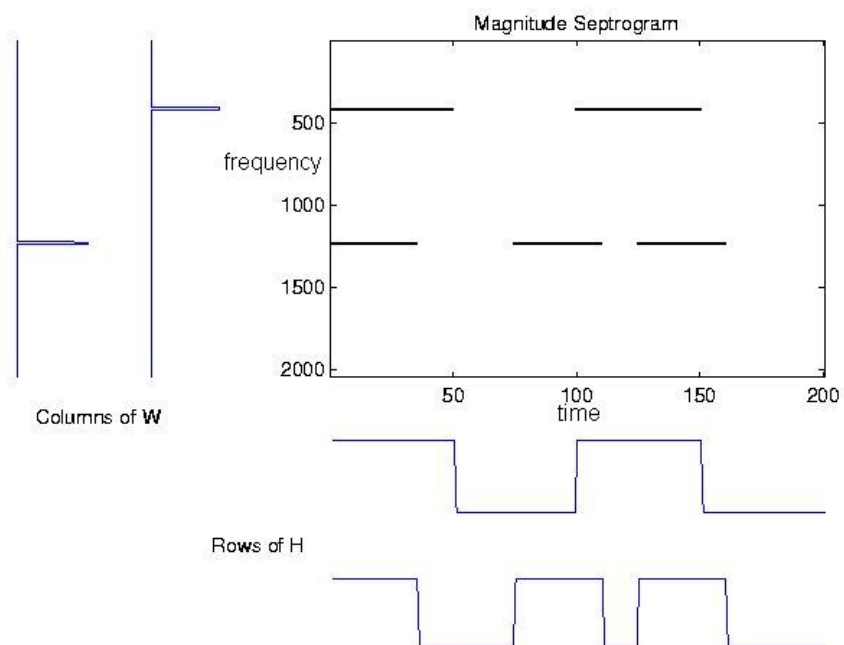 Magnitude Septrogram
500
frequency
1000
1500
2000
50 100 150 200
time
Columns of W
Rows of H